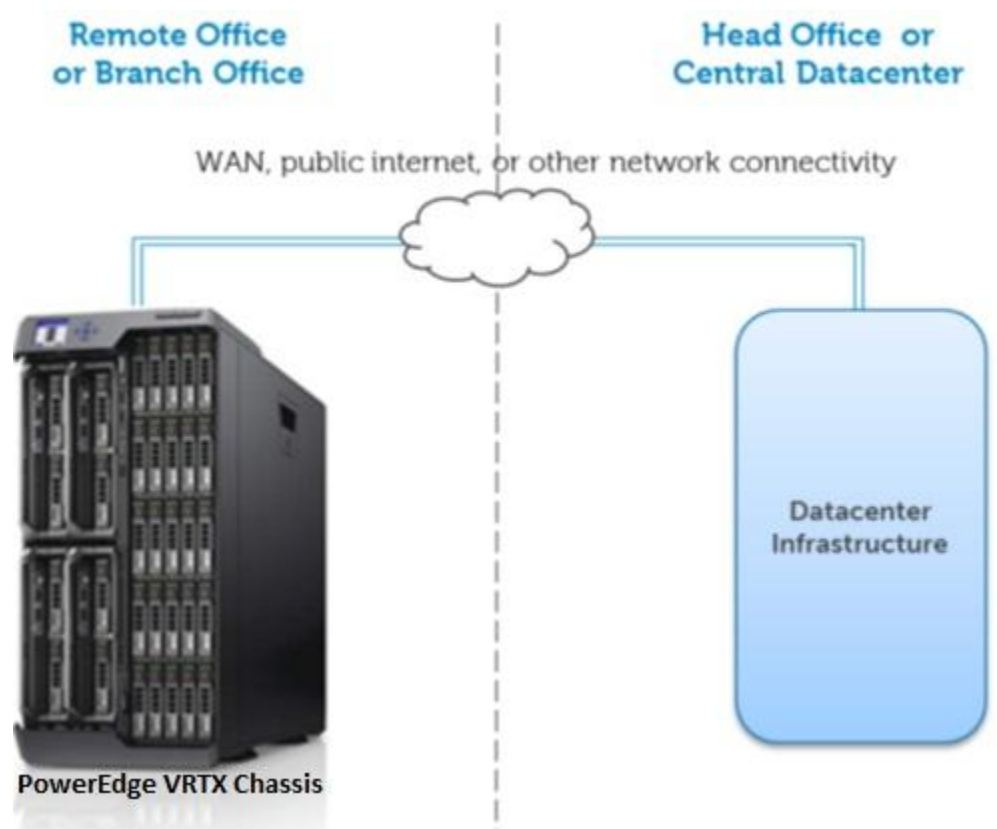 Remote Office
or Branch Office
Head Office or
Central Datacenter
WAN, public internet, or other network connectivity
Datacenter
Infrastructure
PowerEdge VRTX Chassis